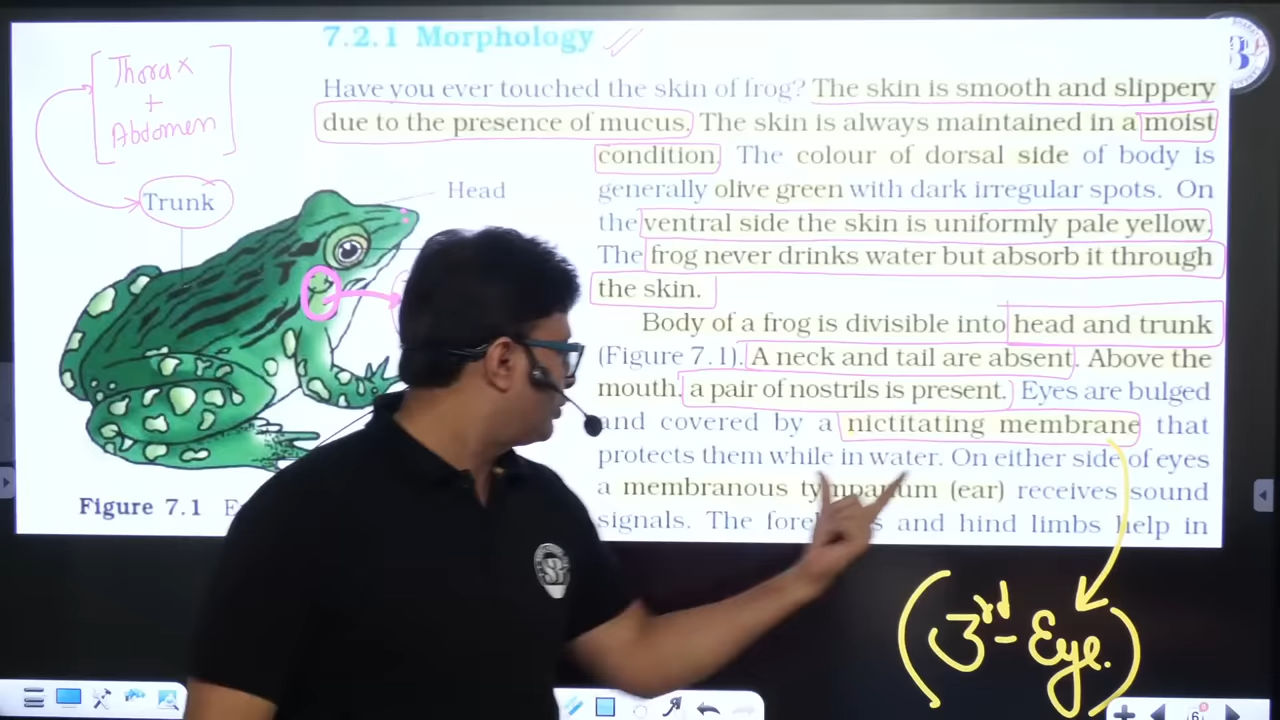 7.2.1 Morphology
Thorax
+
Abdomen
Have you ever touched the skin of frog? The skin is smooth and slippery
due to the presence of mucus. The skin is always maintained in a moist
condition. The colour of dorsal side of body is
generally olive green with dark irregular spots. On
the ventral side the skin is uniformly pale yellow.
The frog never drinks water but absorb it through
the skin.
Trunk
Head
Body of a frog is divisible into head and trunk
(Figure 7.1). A neck and tail are absent. Above the
mouth, a pair of nostrils is present. Eyes are bulged
and covered by a nictitating membrane that
protects them while in water. On either side of eyes
a membranous tympanum (ear) receives sound
signals. The and hind limbs help in
Figure 7.1
(3rd-Eye.)